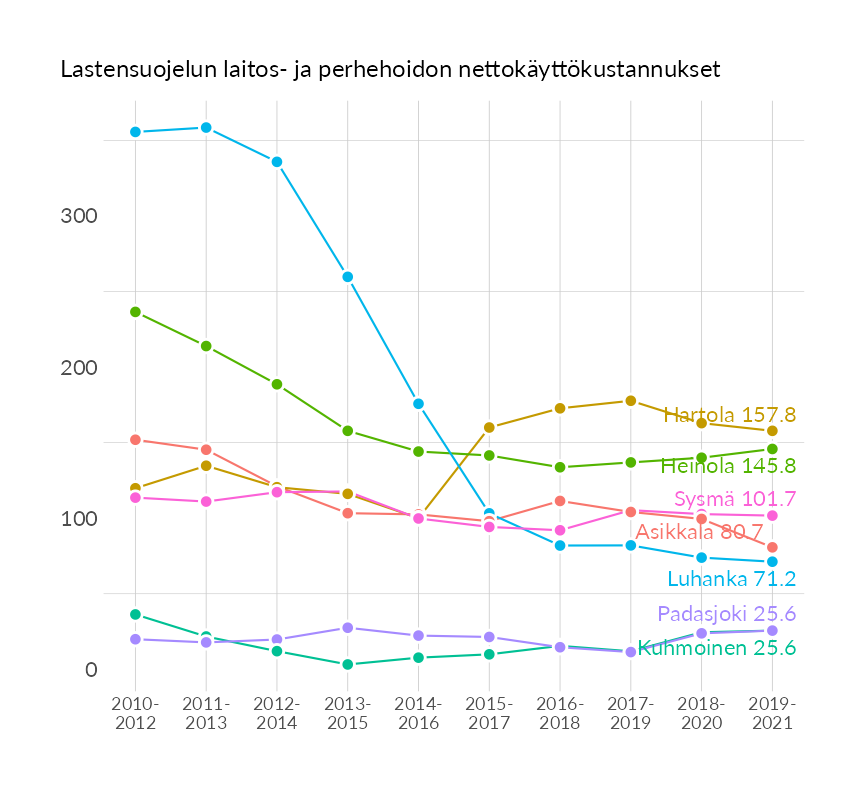 Lastensuojelun laitos- ja perhehoidon nettokäyttökustannukset
300
200
100
0
Hartola 157.8
Heinola 145.8
Sysmä 101.7
Asikkala 80.7
Luhanka 71.2
Padasjoki 25.6
Kuhmoinen 25.6
2010- 2011- 2012- 2013- 2014- 2015- 2016- 2017- 2018- 2019-
2012 2013 2014 2015 2016 2017 2018 2019 2020 2021